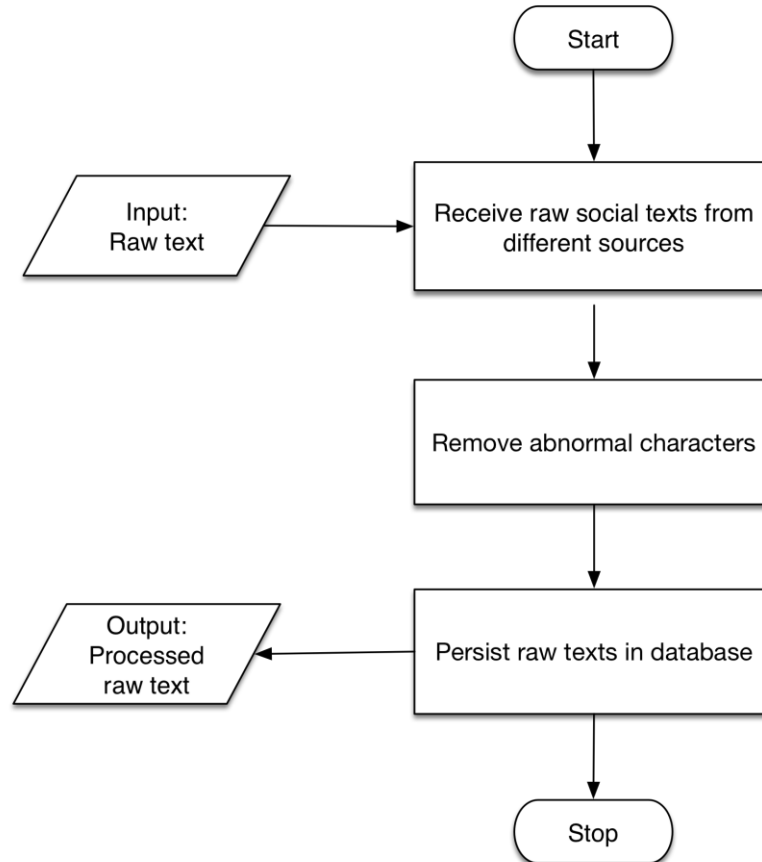 Start
Input:
Raw text
Receive raw social texts from
different sources
Remove abnormal characters
Output:
Processed
raw text
Persist raw texts in database
Stop